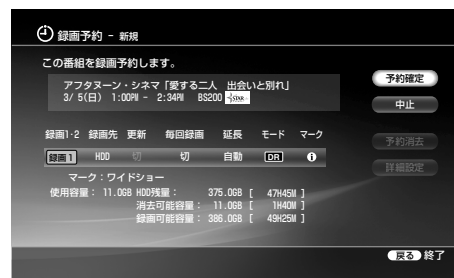 録画予約 - 新規
この番組を録画予約します。
アフタヌーン・シネマ「愛する二人 出会いと別れ」
3/ 5(日) 1:00PM - 2:34PM BS200 STAR
予約確定
中止
録画1·2 録画先 更新 毎回録画 延長 モード マーク
予約消去
録画1 HDD 切 切 自動 DR
詳細設定
マーク：ワイドショー
使用容量： 11.0GB HDD残量： 375.0GB [ 47H45M ]
消去可能容量： 11.0GB [ 1H40M ]
録画可能容量： 386.0GB [ 49H25M ]
戻る 終了